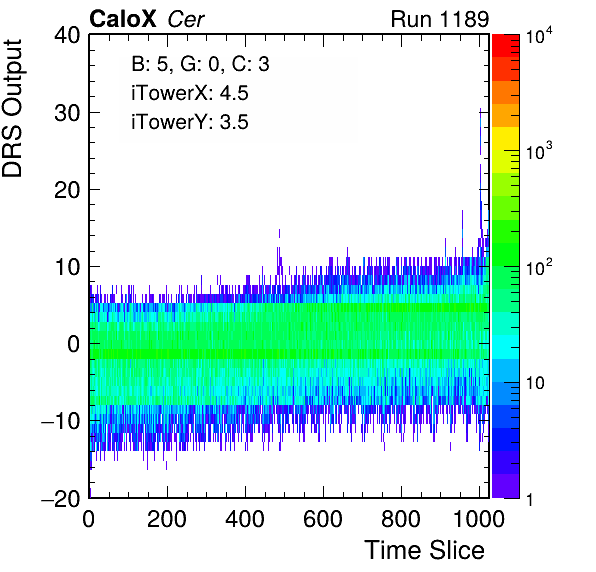 CaloX Cer Run 1189
DRS Output
B: 5, G: 0, C: 3
iTowerX: 4.5
iTowerY: 3.5
40
30
20
10
0
−10
−20
0 200 400 600 800 1000
Time Slice
10^4
10^3
10^2
10
1